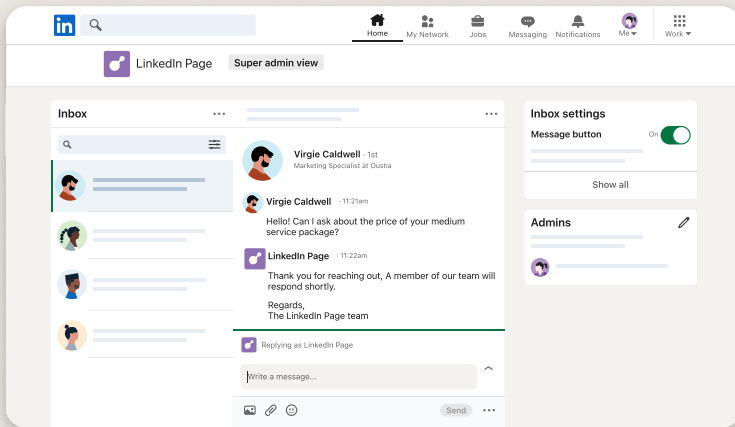 in
Home
My Network
Jobs
Messaging
Notifications
Me
Work
LinkedIn Page
Super admin view
Inbox
Virgie Caldwell · 1st
Marketing Specialist at Oustia
Virgie Caldwell · 11:21am
Hello! Can I ask about the price of your medium
service package?
LinkedIn Page · 11:22am
Thank you for reaching out, A member of our team will
respond shortly.
Regards,
The LinkedIn Page team
Replying as LinkedIn Page
Write a message...
Send
Inbox settings
Message button
On
Show all
Admins